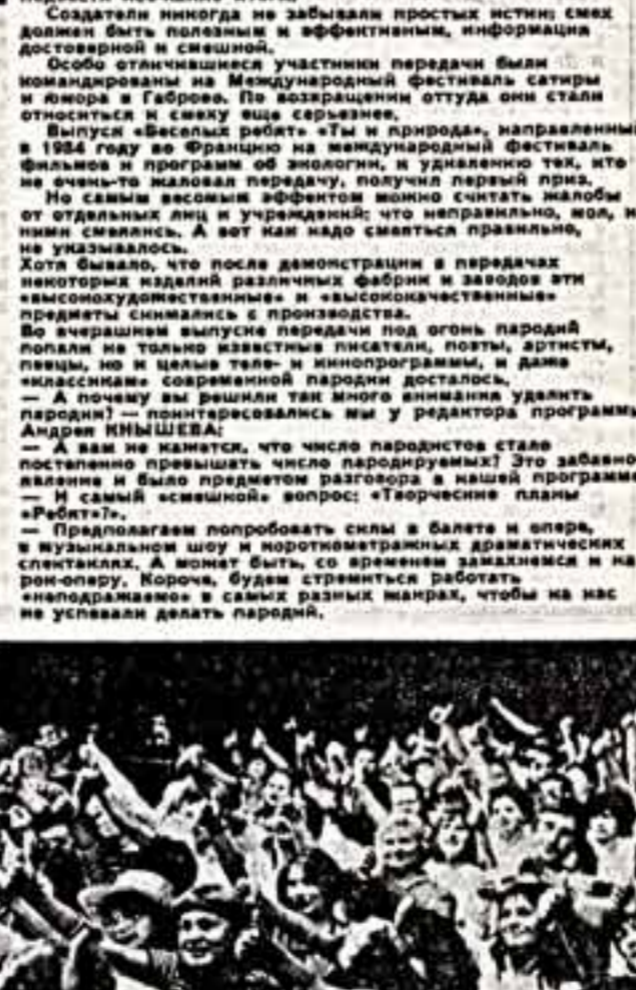 Создатели никогда не забывали простых истин: смех
должен быть полезным и эффективным, информация
достоверной и смешной.
Особо отличившиеся участники передачи были
командированы на Международный фестиваль сатиры
и юмора в Габрово. По возвращении оттуда они стали
относиться к смеху еще серьезнее.
Выпуск «Веселых ребят» «Ты и природа», направленны
в 1984 году во Францию на международный фестиваль
фильмов и программ об экологии, к удивлению тех, кто
не очень-то жаловал передачу, получил первый приз.
Но самым весомым эффектом можно считать жалобы
от отдельных лиц и учреждений: что неправильно, мол, н
ними смеялись. А вот как надо смеяться правильно,
не указывалось.
Хотя бывало, что после демонстрации в передачах
некоторых изделий различных фабрик и заводов эти
«высокохудожественные» и «высококачественные»
предметы снимались с производства.
Во вчерашнем выпуске передачи под огонь пародий
попали не только известные писатели, поэты, артисты,
певцы, но и целые теле- и кинопрограммы, и даже
«классикам» современной пародии досталось.
— А почему вы решили так много внимания уделить
пародии? — поинтересовались мы у редактора программ
Андрея КНЫШЕВА:
— А вам не кажется, что число пародистов стало
постепенно превышать число пародируемых? Это забавно
явление и было предметом разговора в нашей программе
— И самый «смешной» вопрос: «Творческие планы
«Ребят»?».
— Предполагаем попробовать силы в балете и опере,
в музыкальном шоу и короткометражных драматических
спектаклях. А может быть, со временем замахнемся и на
рок-оперу. Короче, будем стремиться работать
«неподражаемо» в самых разных жанрах, чтобы на нас
не успевали делать пародий.